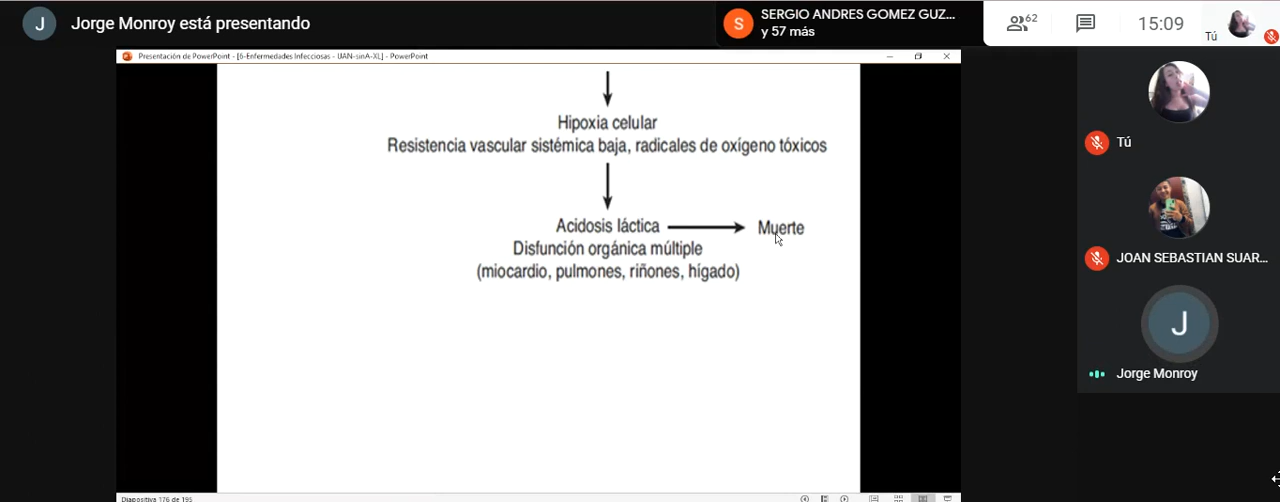 J
Jorge Monroy está presentando
S
SERGIO ANDRES GOMEZ GUZ...
y 57 más
62
15:09
Tú
Presentación de PowerPoint - [6-Enfermedades Infecciosas - UAN-sinA-XL] - PowerPoint
Hipoxia celular
Resistencia vascular sistémica baja, radicales de oxígeno tóxicos
Acidosis láctica
Muerte
Disfunción orgánica múltiple
(miocardio, pulmones, riñones, hígado)
Diapositiva 176 de 195
Tú
JOAN SEBASTIAN SUAR...
J
Jorge Monroy